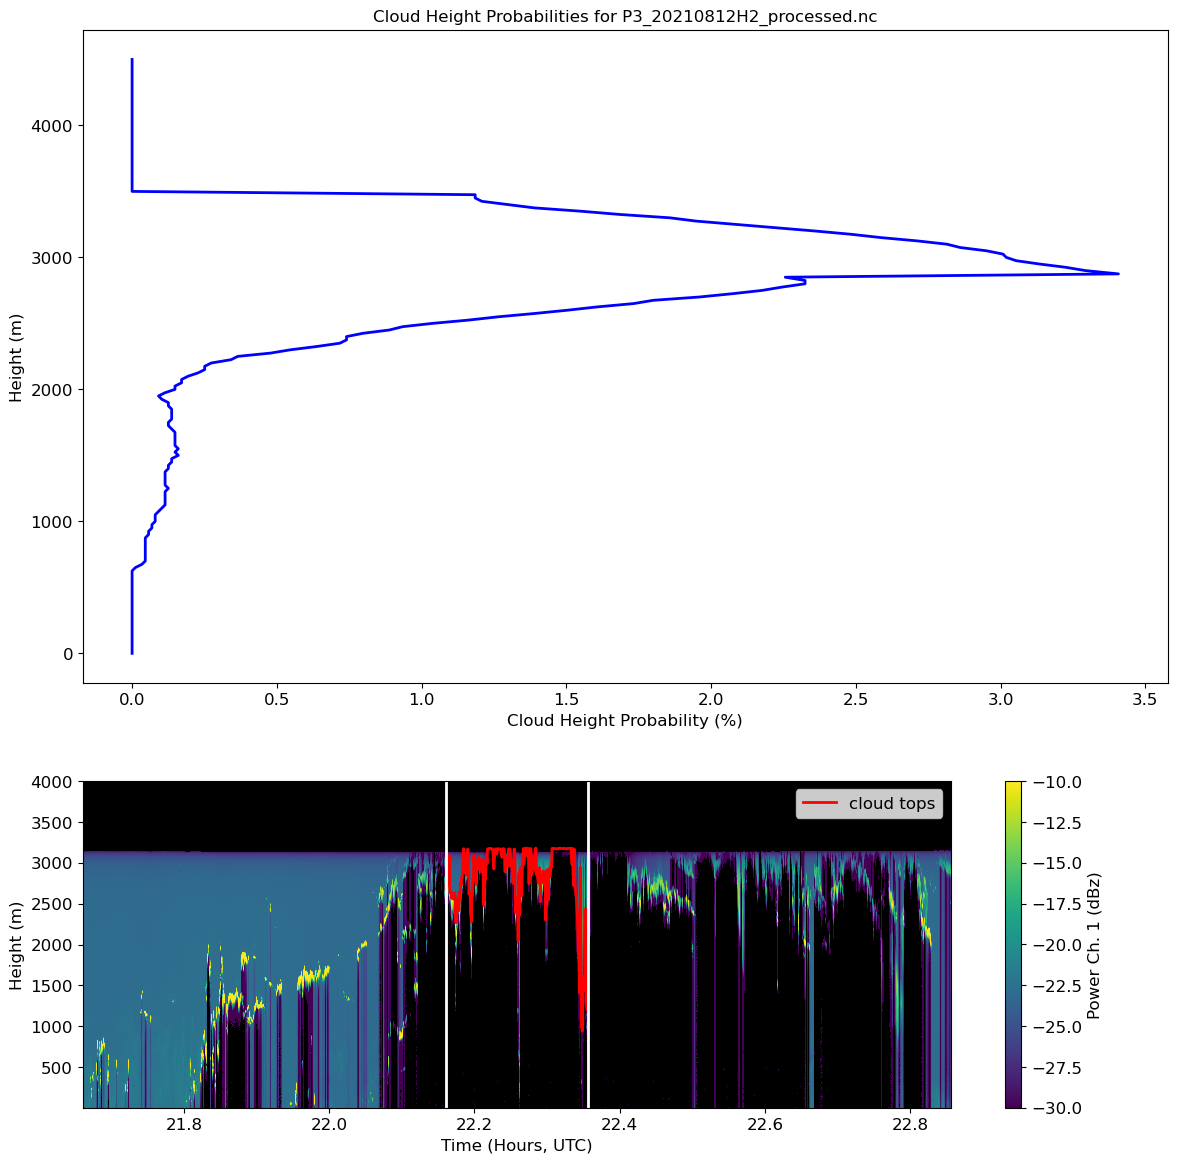 Cloud Height Probabilities for P3_20210812H2_processed.nc
4000
3000
2000
1000
0
Height (m)
0.0 0.5 1.0 1.5 2.0 2.5 3.0 3.5
Cloud Height Probability (%)
4000
3500
3000
2500
2000
1500
1000
500
Height (m)
cloud tops
21.8 22.0 22.2 22.4 22.6 22.8
Time (Hours, UTC)
−10.0
−12.5
−15.0
−17.5
−20.0
−22.5
−25.0
−27.5
−30.0
Power Ch. 1 (dBz)